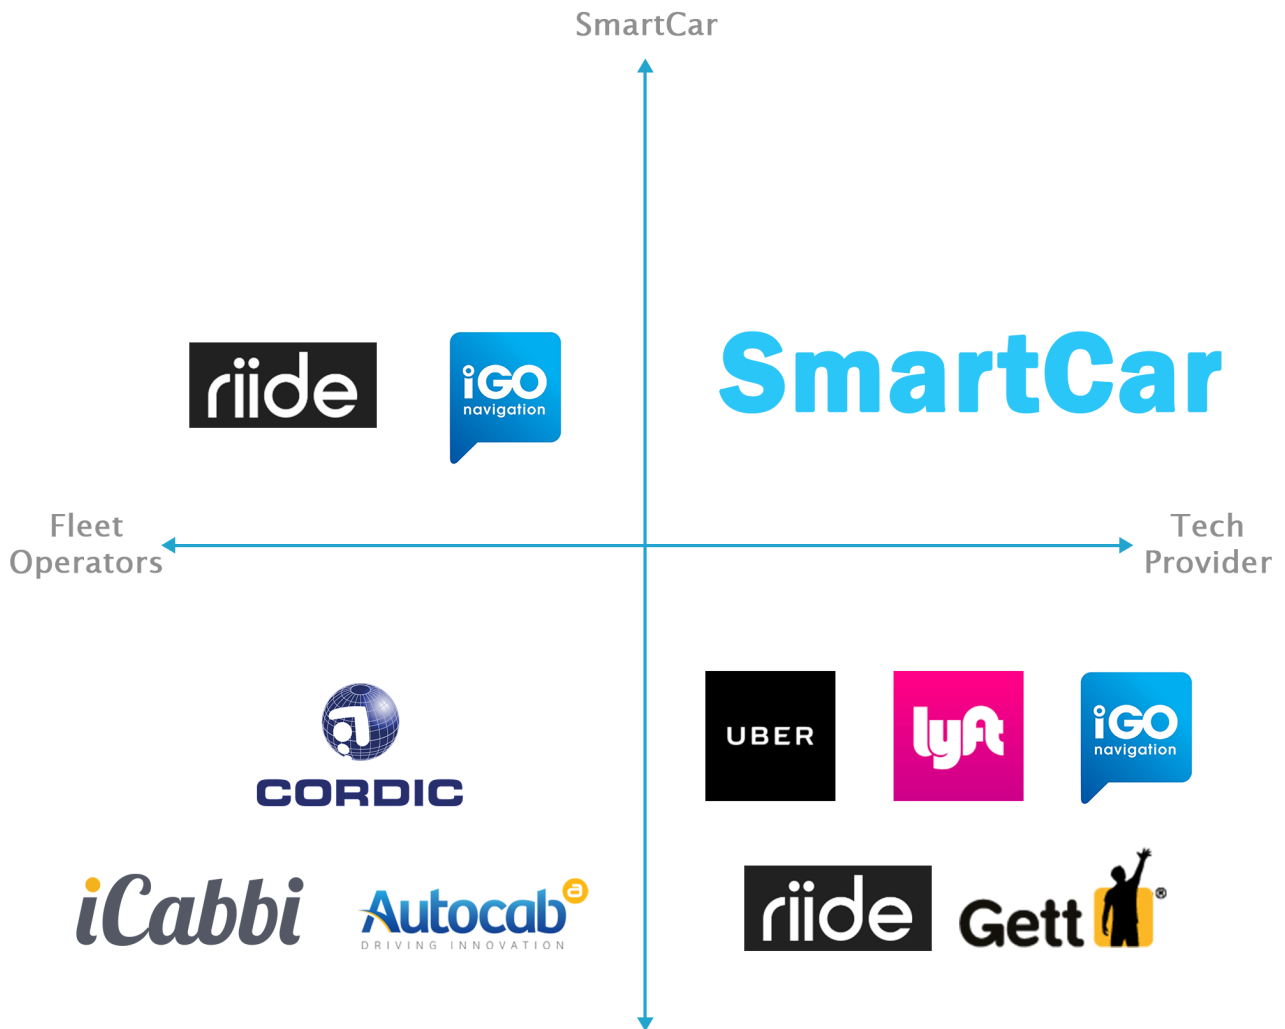 SmartCar
riide
iGO
navigation
SmartCar
Fleet
Operators
Tech
Provider
CORDIC
UBER
lyft
iGO
navigation
iCabbi
Autocab a
DRIVING INNOVATION
riide
Gett ®